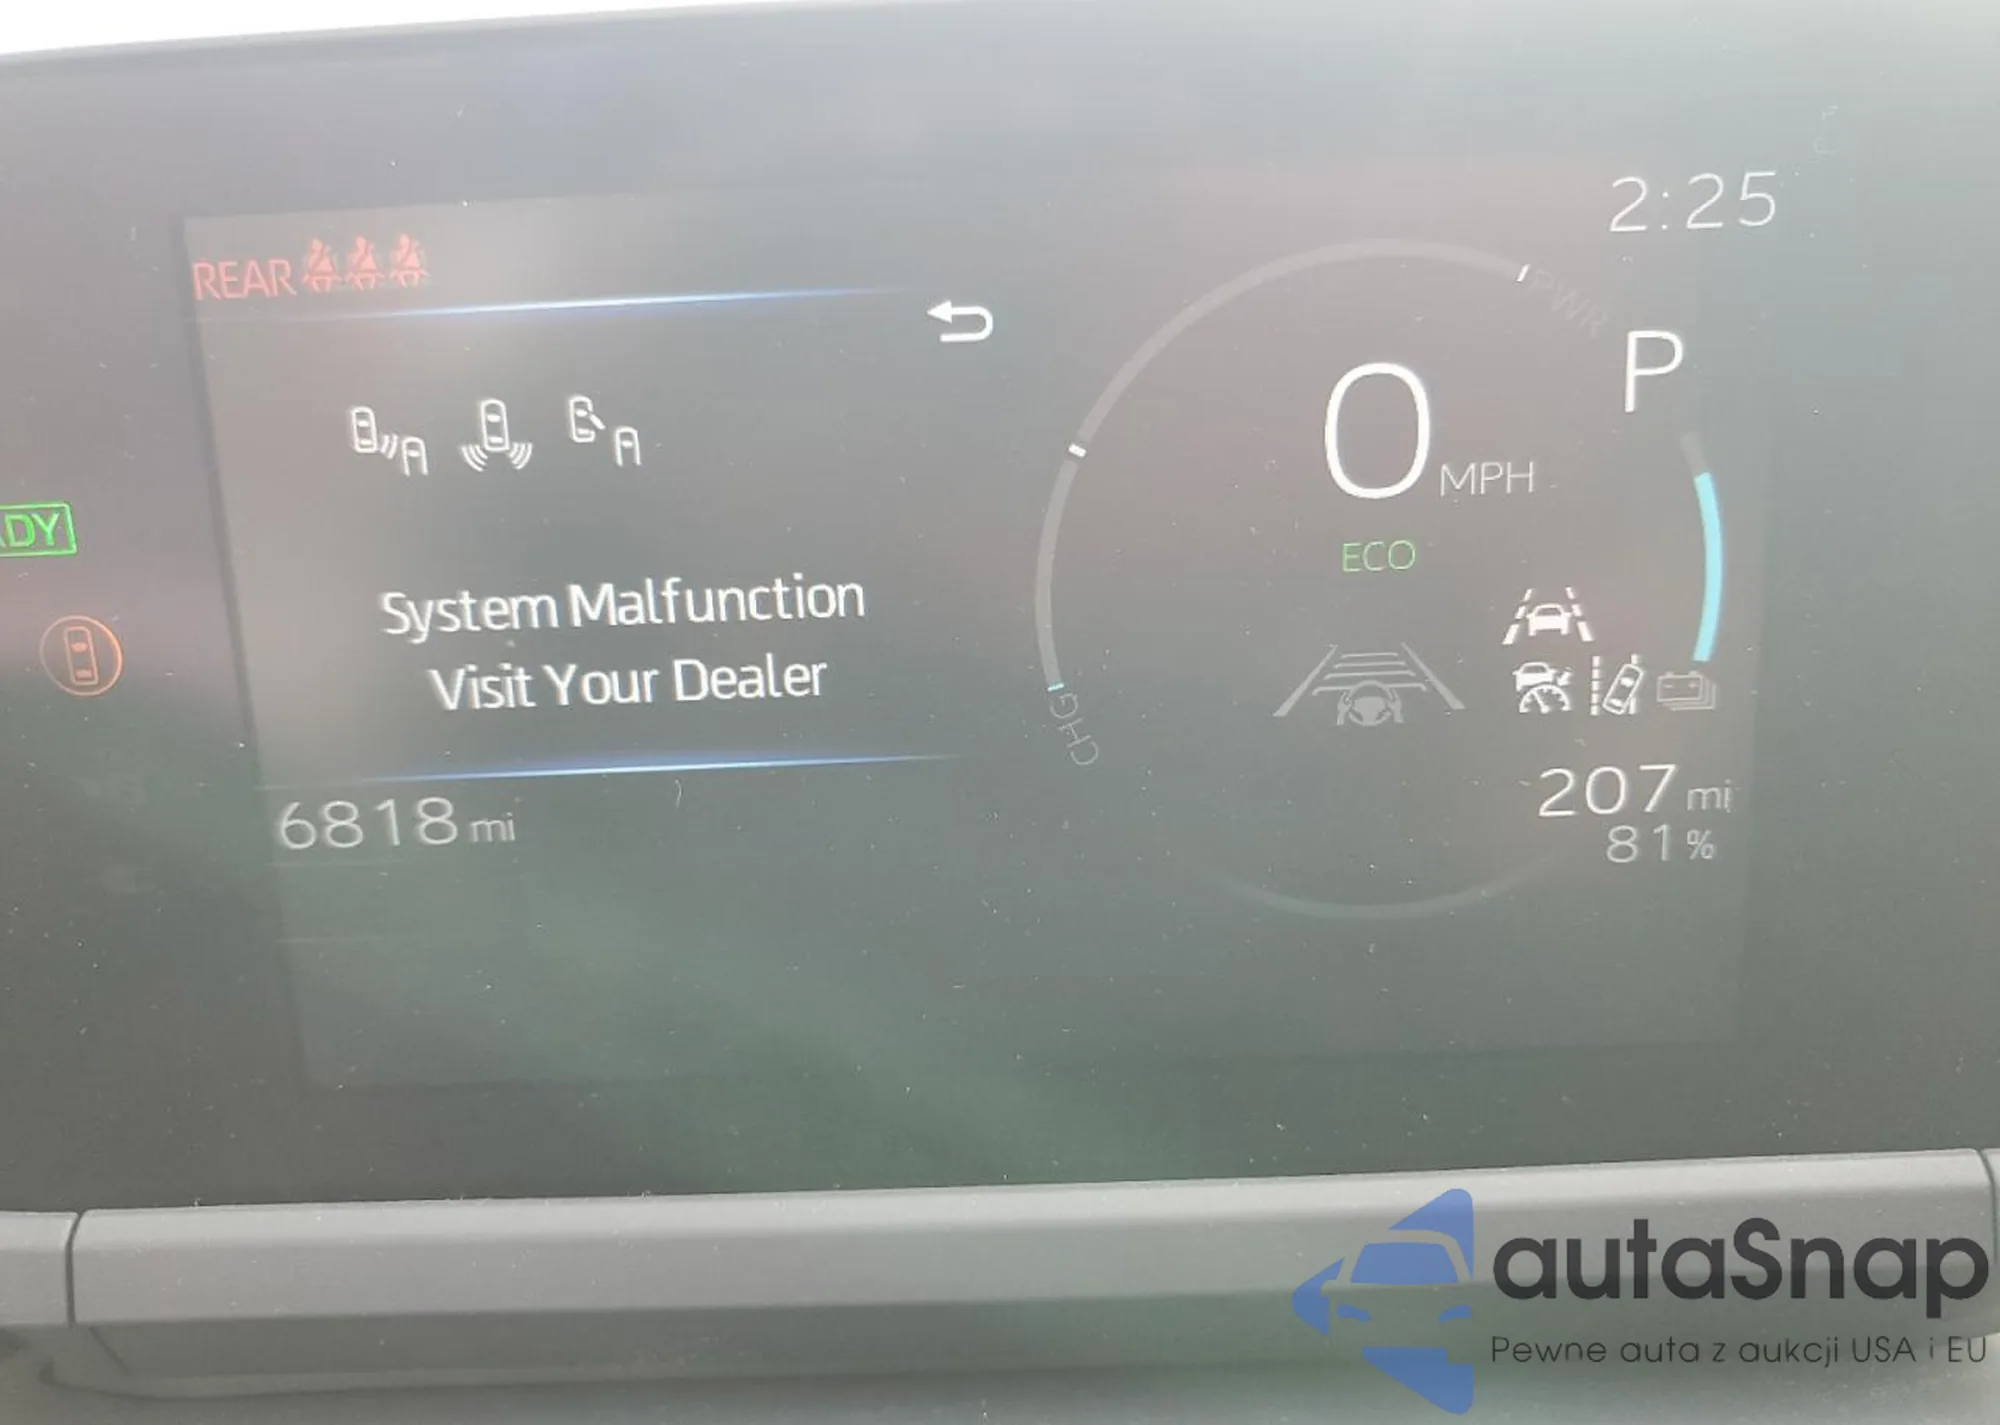 2:25
REAR
PWR
P
0 MPH
ADY
ECO
System Malfunction
Visit Your Dealer
CHG
207 mi
6818 mi
81%
autaSnap
Pewne auta z aukcji USA i EU